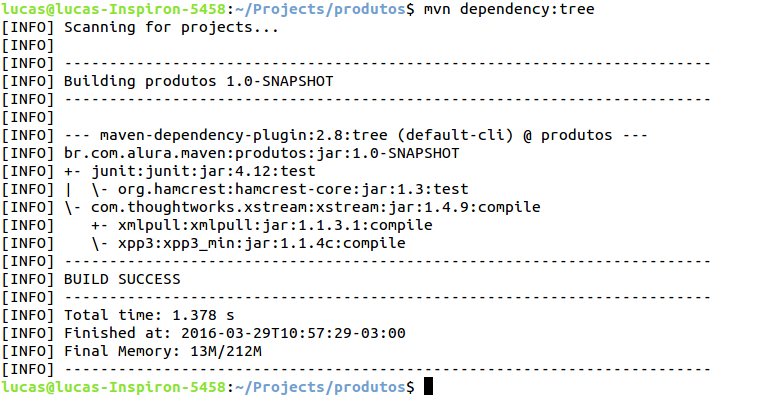 lucas@lucas-Inspiron-5458:~/Projects/produtos$ mvn dependency:tree
[INFO] Scanning for projects...
[INFO]
[INFO] ------------------------------------------------------------------------
[INFO] Building produtos 1.0-SNAPSHOT
[INFO] ------------------------------------------------------------------------
[INFO]
[INFO] --- maven-dependency-plugin:2.8:tree (default-cli) @ produtos ---
[INFO] br.com.alura.maven:produtos:jar:1.0-SNAPSHOT
[INFO] +- junit:junit:jar:4.12:test
[INFO] |  \- org.hamcrest:hamcrest-core:jar:1.3:test
[INFO] \- com.thoughtworks.xstream:xstream:jar:1.4.9:compile
[INFO]    +- xmlpull:xmlpull:jar:1.1.3.1:compile
[INFO]    \- xpp3:xpp3_min:jar:1.1.4c:compile
[INFO] ------------------------------------------------------------------------
[INFO] BUILD SUCCESS
[INFO] ------------------------------------------------------------------------
[INFO] Total time: 1.378 s
[INFO] Finished at: 2016-03-29T10:57:29-03:00
[INFO] Final Memory: 13M/212M
[INFO] ------------------------------------------------------------------------
lucas@lucas-Inspiron-5458:~/Projects/produtos$